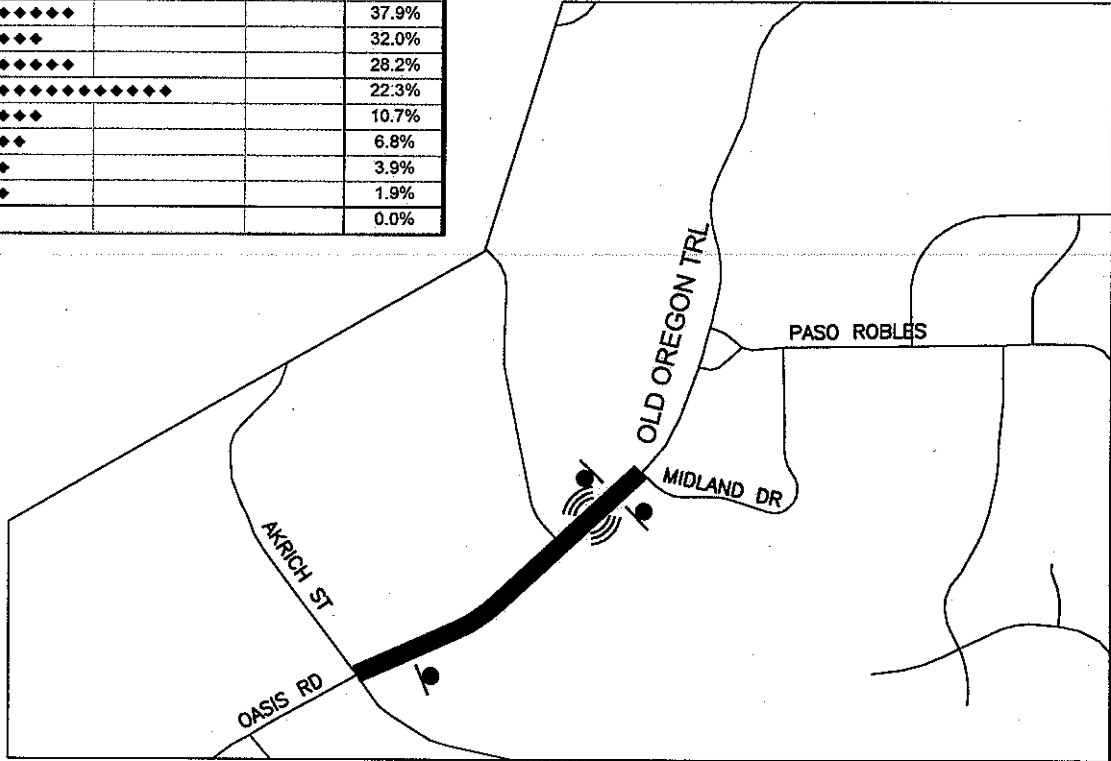 ◆◆◆◆◆ 37.9%
◆◆◆ 32.0%
◆◆◆◆◆ 28.2%
◆◆◆◆◆◆◆◆◆◆◆ 22.3%
◆◆◆ 10.7%
◆◆ 6.8%
◆ 3.9%
◆ 1.9%
0.0%
OLD OREGON TRL
PASO ROBLES
MIDLAND DR
AKRICH ST
OASIS RD